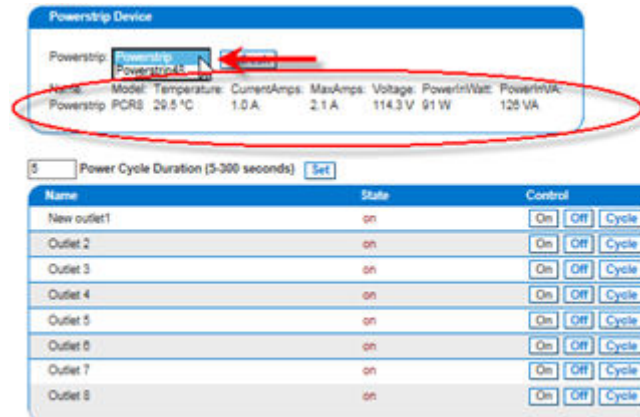 Powerstrip Device
Powerstrip: Powerstrip
Powerstrip48
Name: Model: Temperature: CurrentAmps: MaxAmps: Voltage: PowerInWatt: PowerInVA:
Powerstrip PCR8 29.5 °C 1.0 A 2.1 A 114.3 V 91 W 126 VA
5 Power Cycle Duration (5-300 seconds) Set
Name State Control
New outlet1 on On Off Cycle
Outlet 2 on On Off Cycle
Outlet 3 on On Off Cycle
Outlet 4 on On Off Cycle
Outlet 5 on On Off Cycle
Outlet 6 on On Off Cycle
Outlet 7 on On Off Cycle
Outlet 8 on On Off Cycle